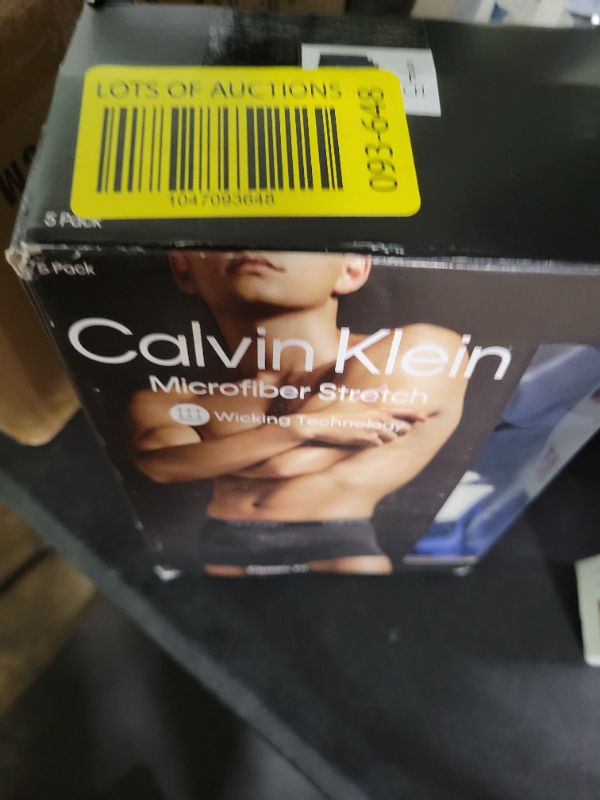 LOTS OF AUCTIONS
093-648
1047093648
5 Pack
5 Pack
Calvin Klein
Microfiber Stretch
Wicking Technology